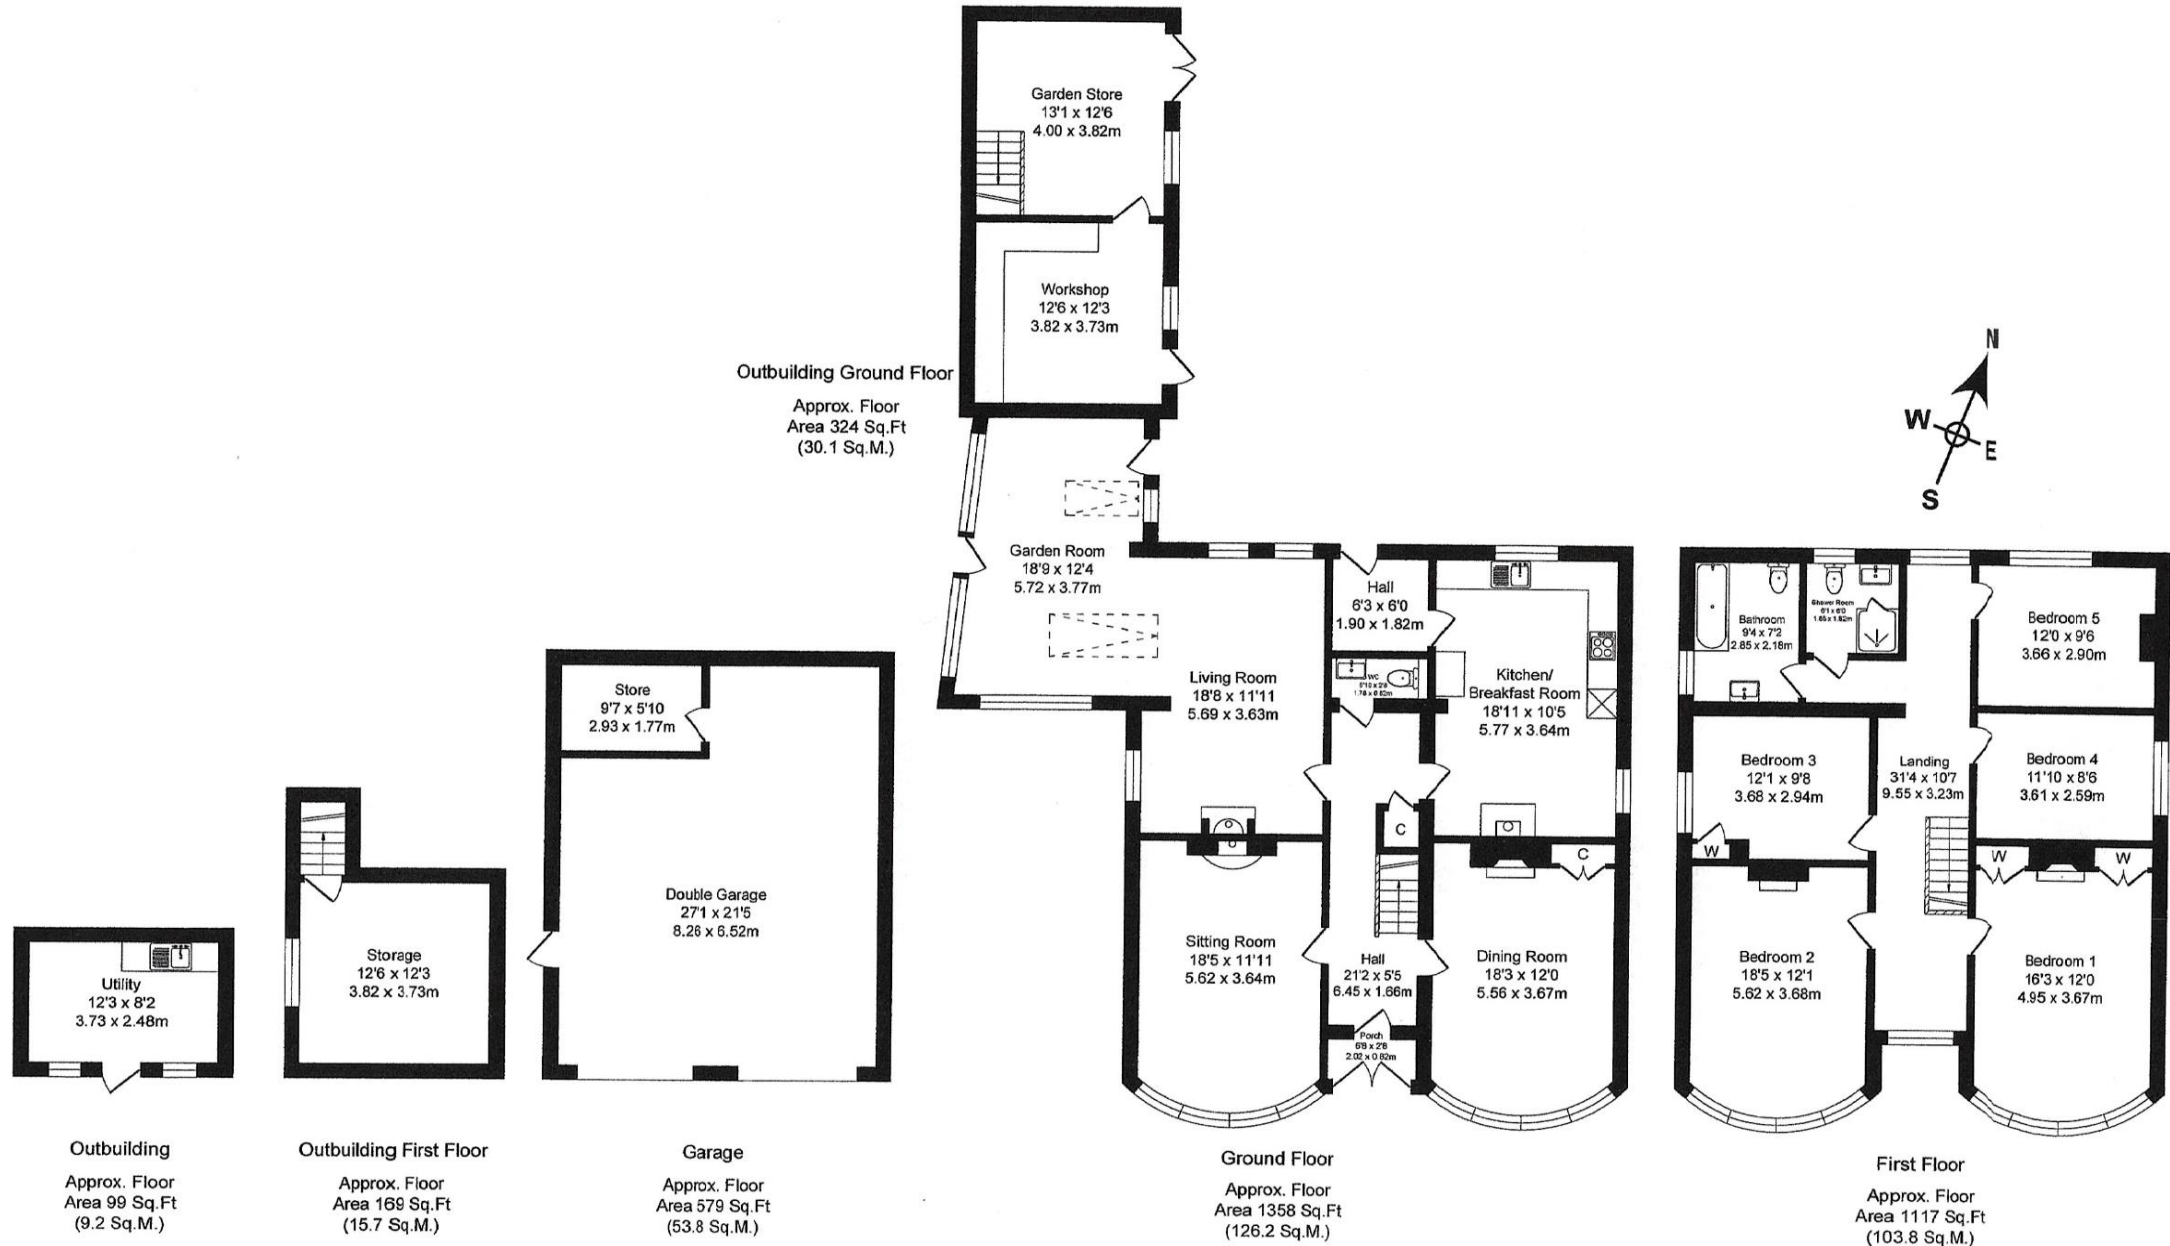 Garden Store
13'1 x 12'6
4.00 x 3.82m
Workshop
12'6 x 12'3
3.82 x 3.73m
Outbuilding Ground Floor
Approx. Floor
Area 324 Sq.Ft
(30.1 Sq.M.)
N
W
E
S
Garden Room
18'9 x 12'4
5.72 x 3.77m
Hall
6'3 x 6'0
1.90 x 1.82m
WC
Living Room
18'8 x 11'11
5.69 x 3.63m
Kitchen/
Breakfast Room
18'11 x 10'5
5.77 x 3.64m
C
C
Sitting Room
18'5 x 11'11
5.62 x 3.64m
Hall
21'2 x 5'5
6.45 x 1.66m
Dining Room
18'3 x 12'0
5.56 x 3.67m
Porch
6'8 x 2'8
2.02 x 0.82m
Bathroom
9'4 x 7'2
2.85 x 2.18m
Shower Room
6'1 x 6'0
Bedroom 5
12'0 x 9'6
3.66 x 2.90m
Bedroom 3
12'1 x 9'8
3.68 x 2.94m
Landing
31'4 x 10'7
9.55 x 3.23m
Bedroom 4
11'10 x 8'6
3.61 x 2.59m
W
W
W
Bedroom 2
18'5 x 12'1
5.62 x 3.68m
Bedroom 1
16'3 x 12'0
4.95 x 3.67m
Store
9'7 x 5'10
2.93 x 1.77m
Double Garage
27'1 x 21'5
8.26 x 6.52m
Storage
12'6 x 12'3
3.82 x 3.73m
Utility
12'3 x 8'2
3.73 x 2.48m
Outbuilding
Approx. Floor
Area 99 Sq.Ft
(9.2 Sq.M.)
Outbuilding First Floor
Approx. Floor
Area 169 Sq.Ft
(15.7 Sq.M.)
Garage
Approx. Floor
Area 579 Sq.Ft
(53.8 Sq.M.)
Ground Floor
Approx. Floor
Area 1358 Sq.Ft
(126.2 Sq.M.)
First Floor
Approx. Floor
Area 1117 Sq.Ft
(103.8 Sq.M.)